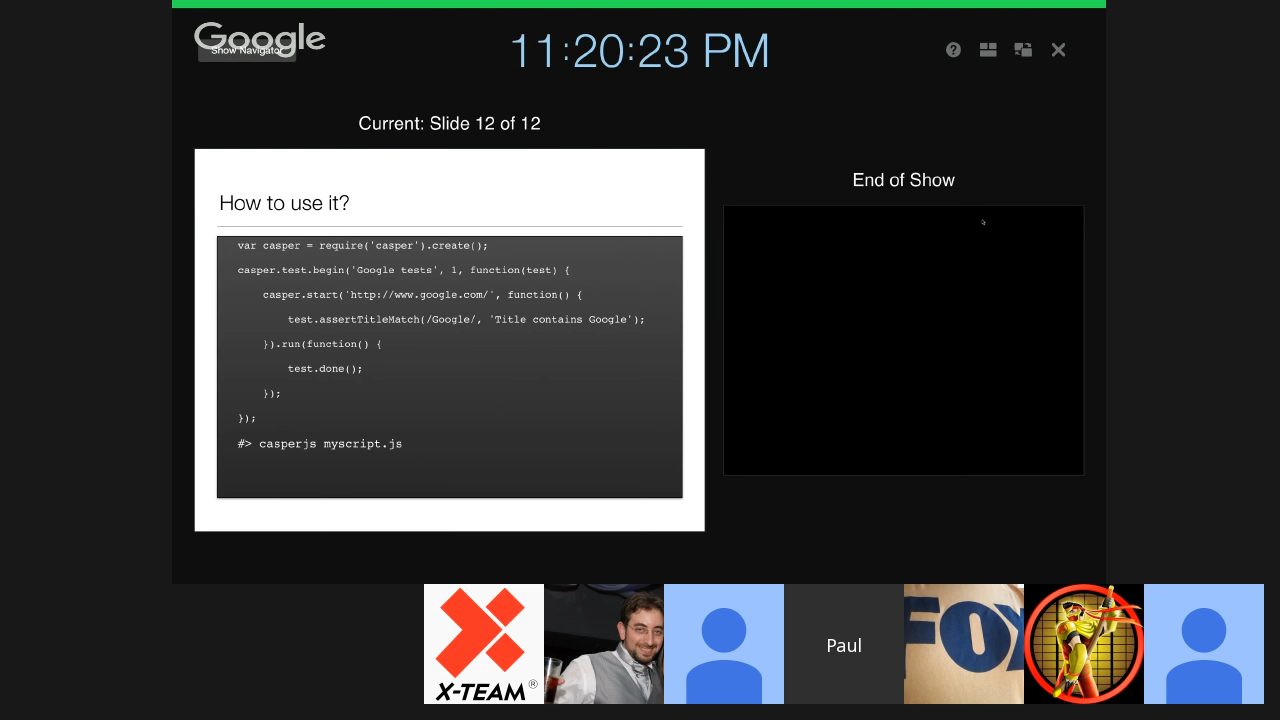 Google
Show Navigator
11:20:23 PM
Current: Slide 12 of 12
End of Show
How to use it?
var casper = require('casper').create();
casper.test.begin('Google tests', 1, function(test) {
casper.start('http://www.google.com/', function() {
test.assertTitleMatch(/Google/, 'Title contains Google');
}).run(function() {
test.done();
});
});
#> casperjs myscript.js
X-TEAM®
Paul
FOX